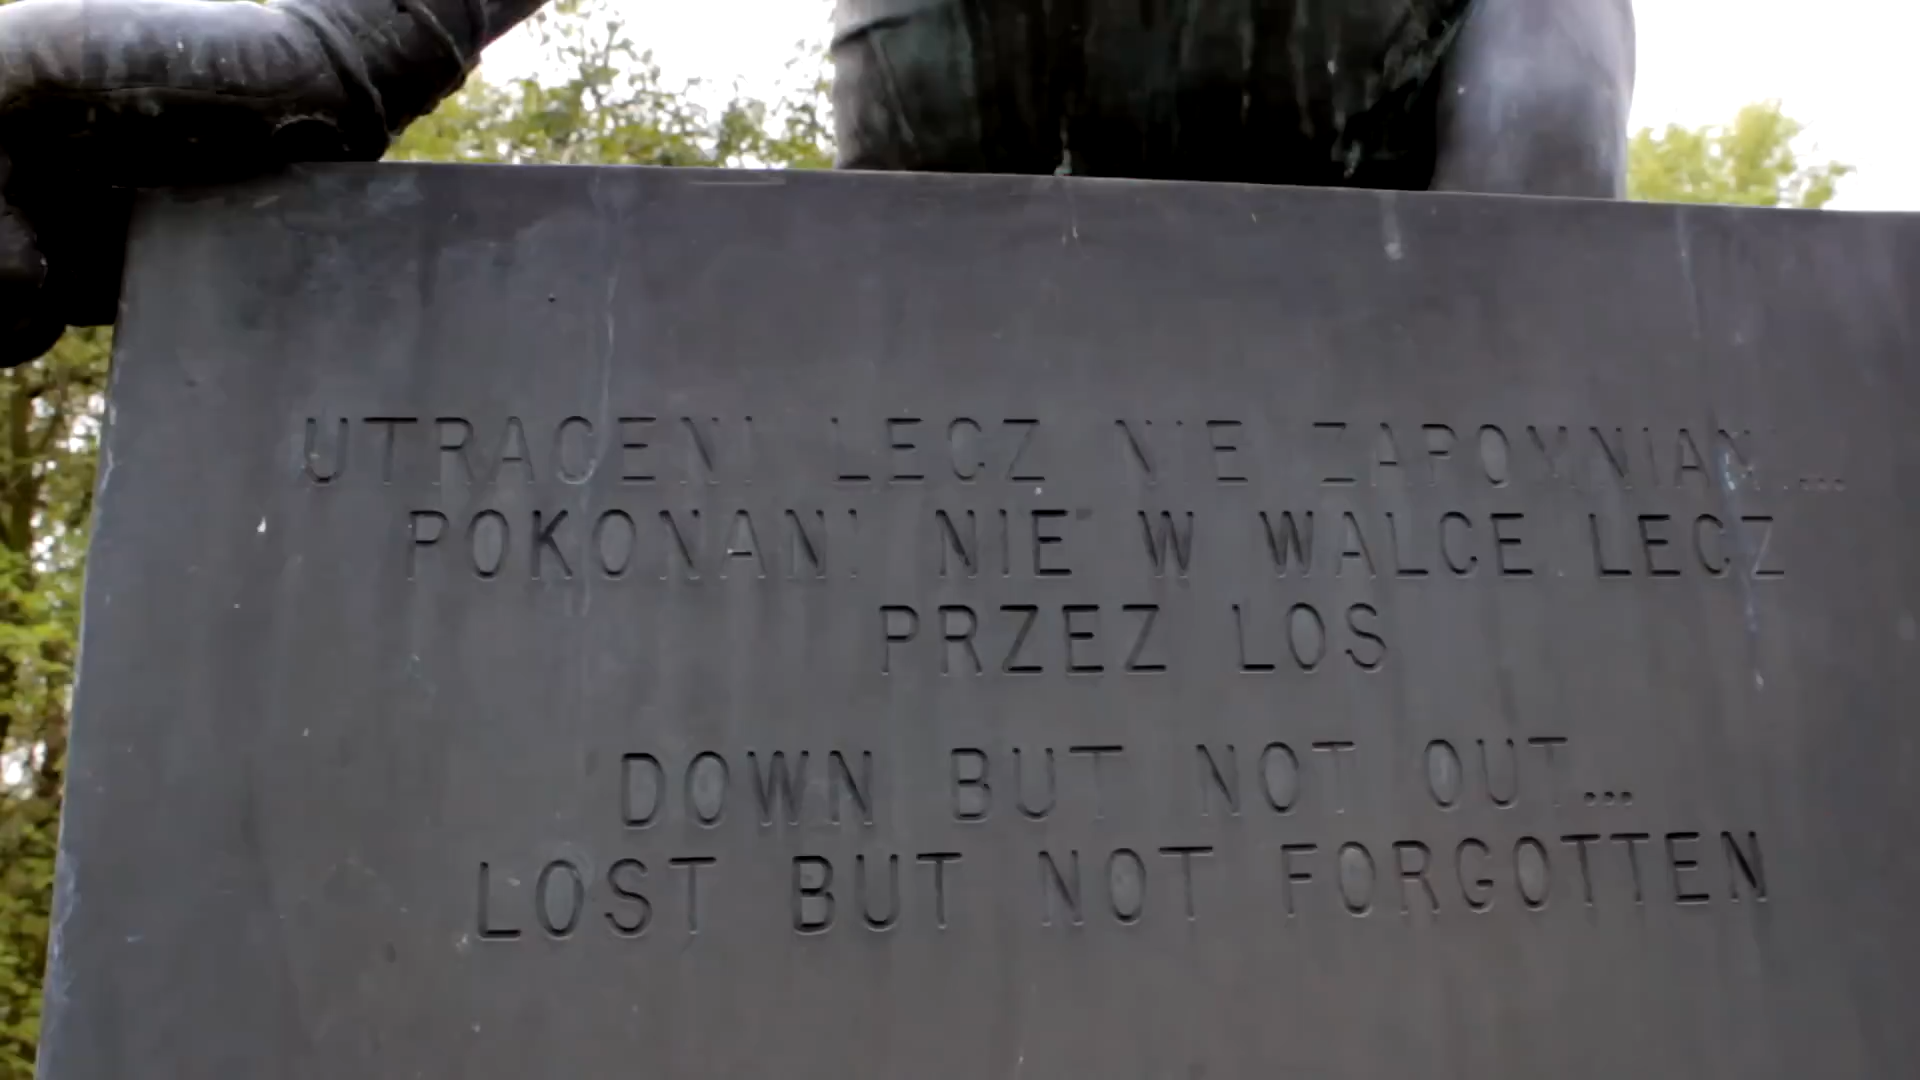 UTRACENI LECZ NIE ZAPOMNIANI....
POKONANI NIE W WALCE LECZ
PRZEZ LOS
DOWN BUT NOT OUT...
LOST BUT NOT FORGOTTEN